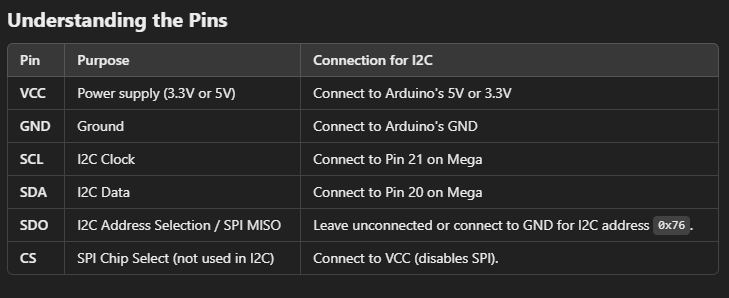 Understanding the Pins
Pin Purpose Connection for I2C
VCC Power supply (3.3V or 5V) Connect to Arduino's 5V or 3.3V
GND Ground Connect to Arduino's GND
SCL I2C Clock Connect to Pin 21 on Mega
SDA I2C Data Connect to Pin 20 on Mega
SDO I2C Address Selection / SPI MISO Leave unconnected or connect to GND for I2C address 0x76.
CS SPI Chip Select (not used in I2C) Connect to VCC (disables SPI).